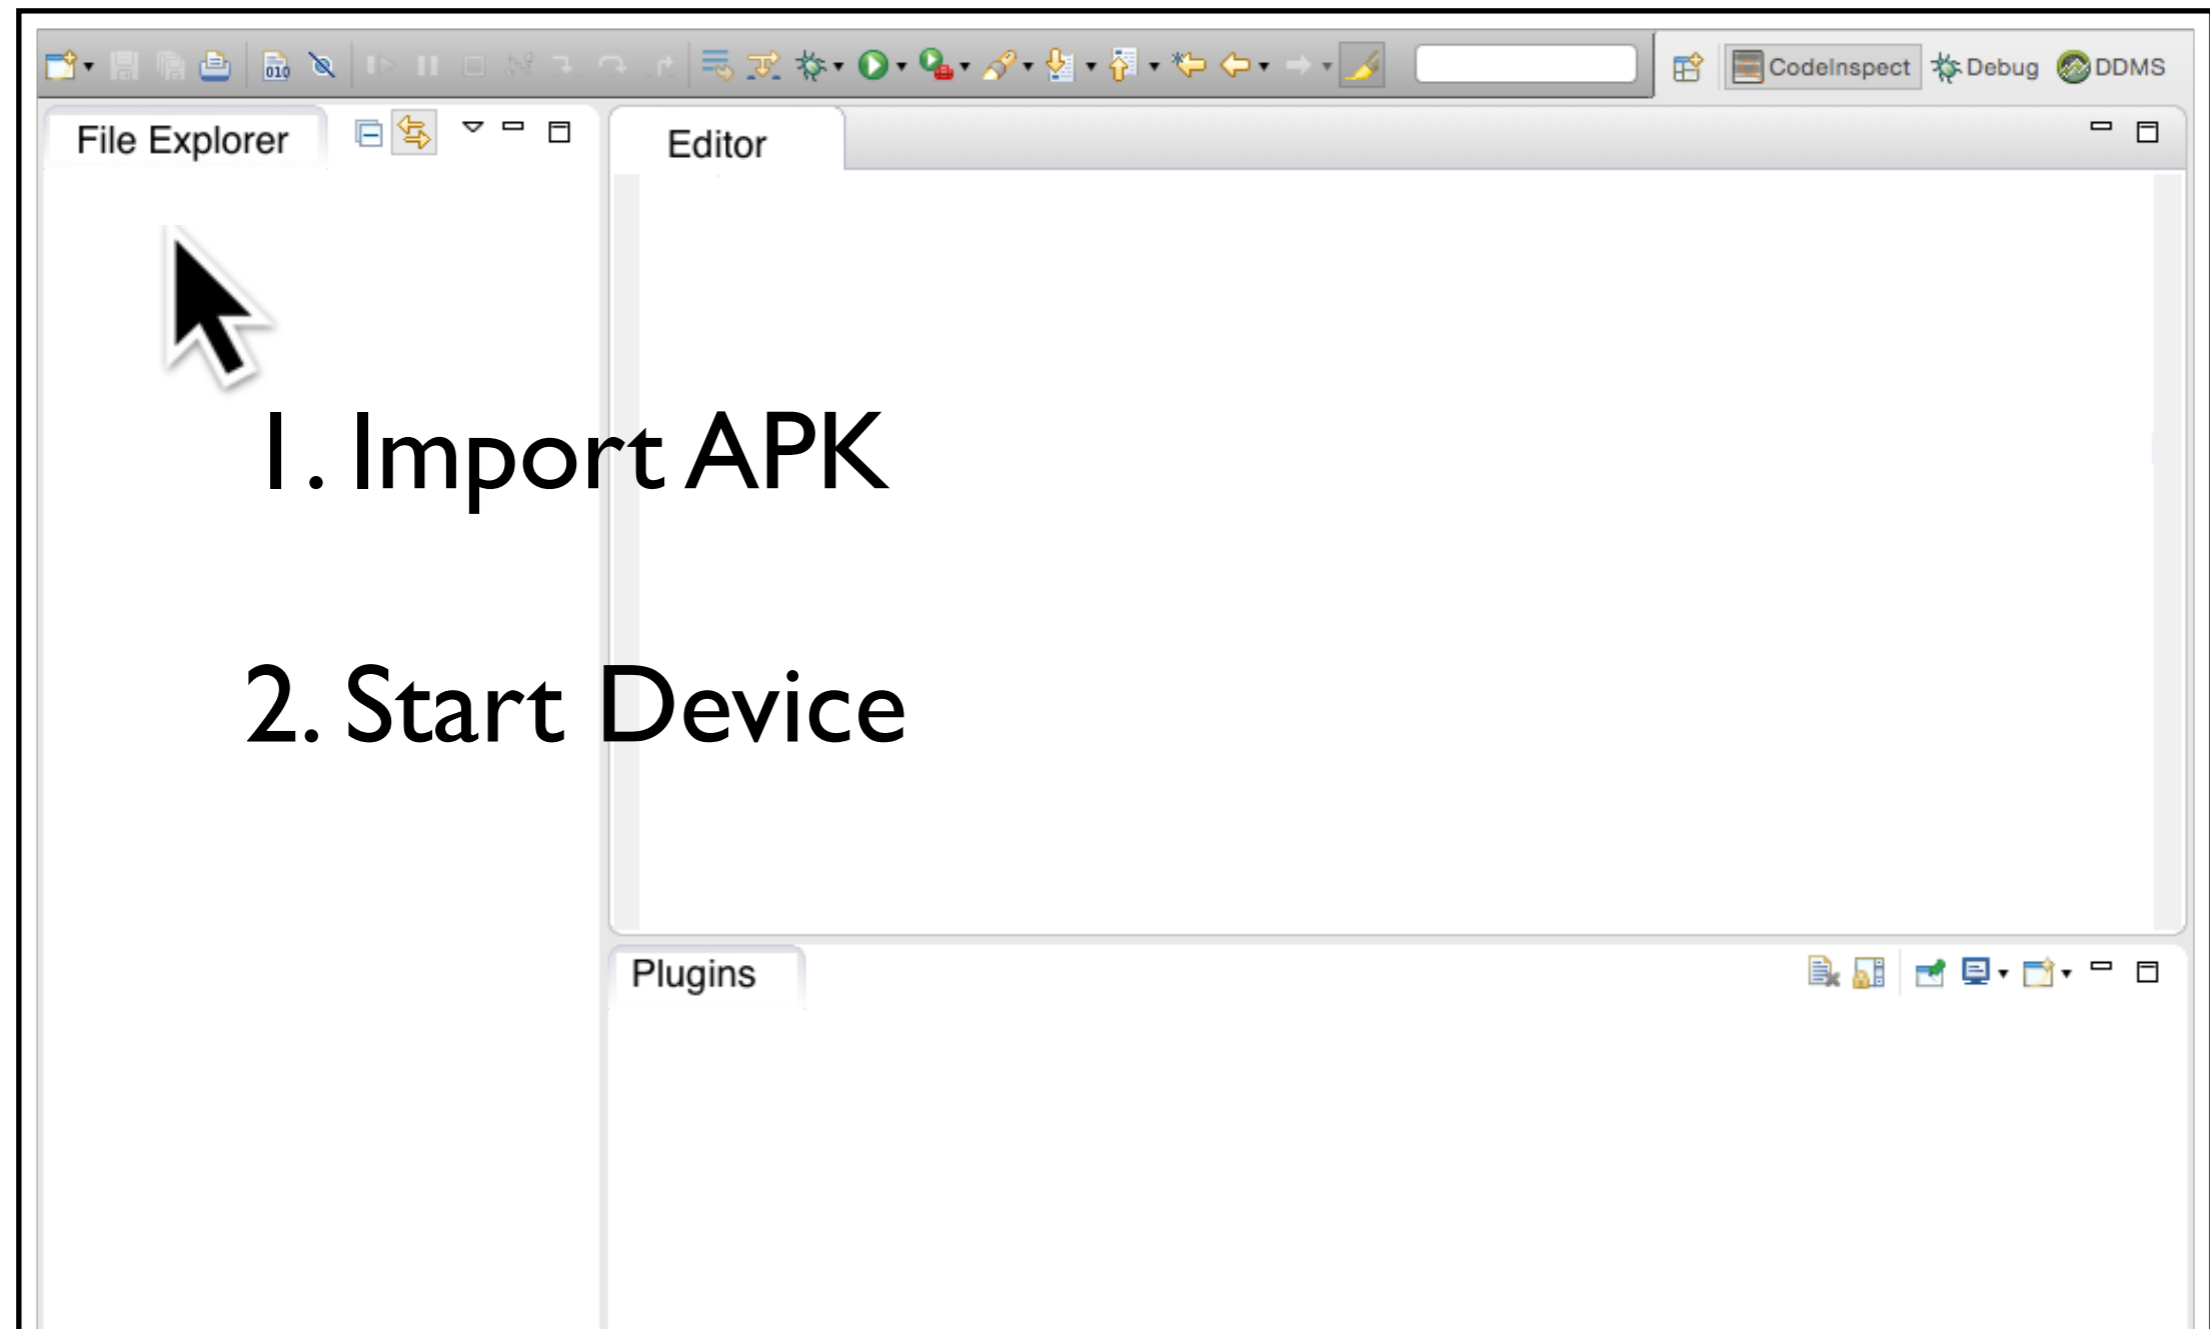 CodeInspect Debug DDMS
File Explorer
Editor
1. Import APK
2. Start Device
Plugins